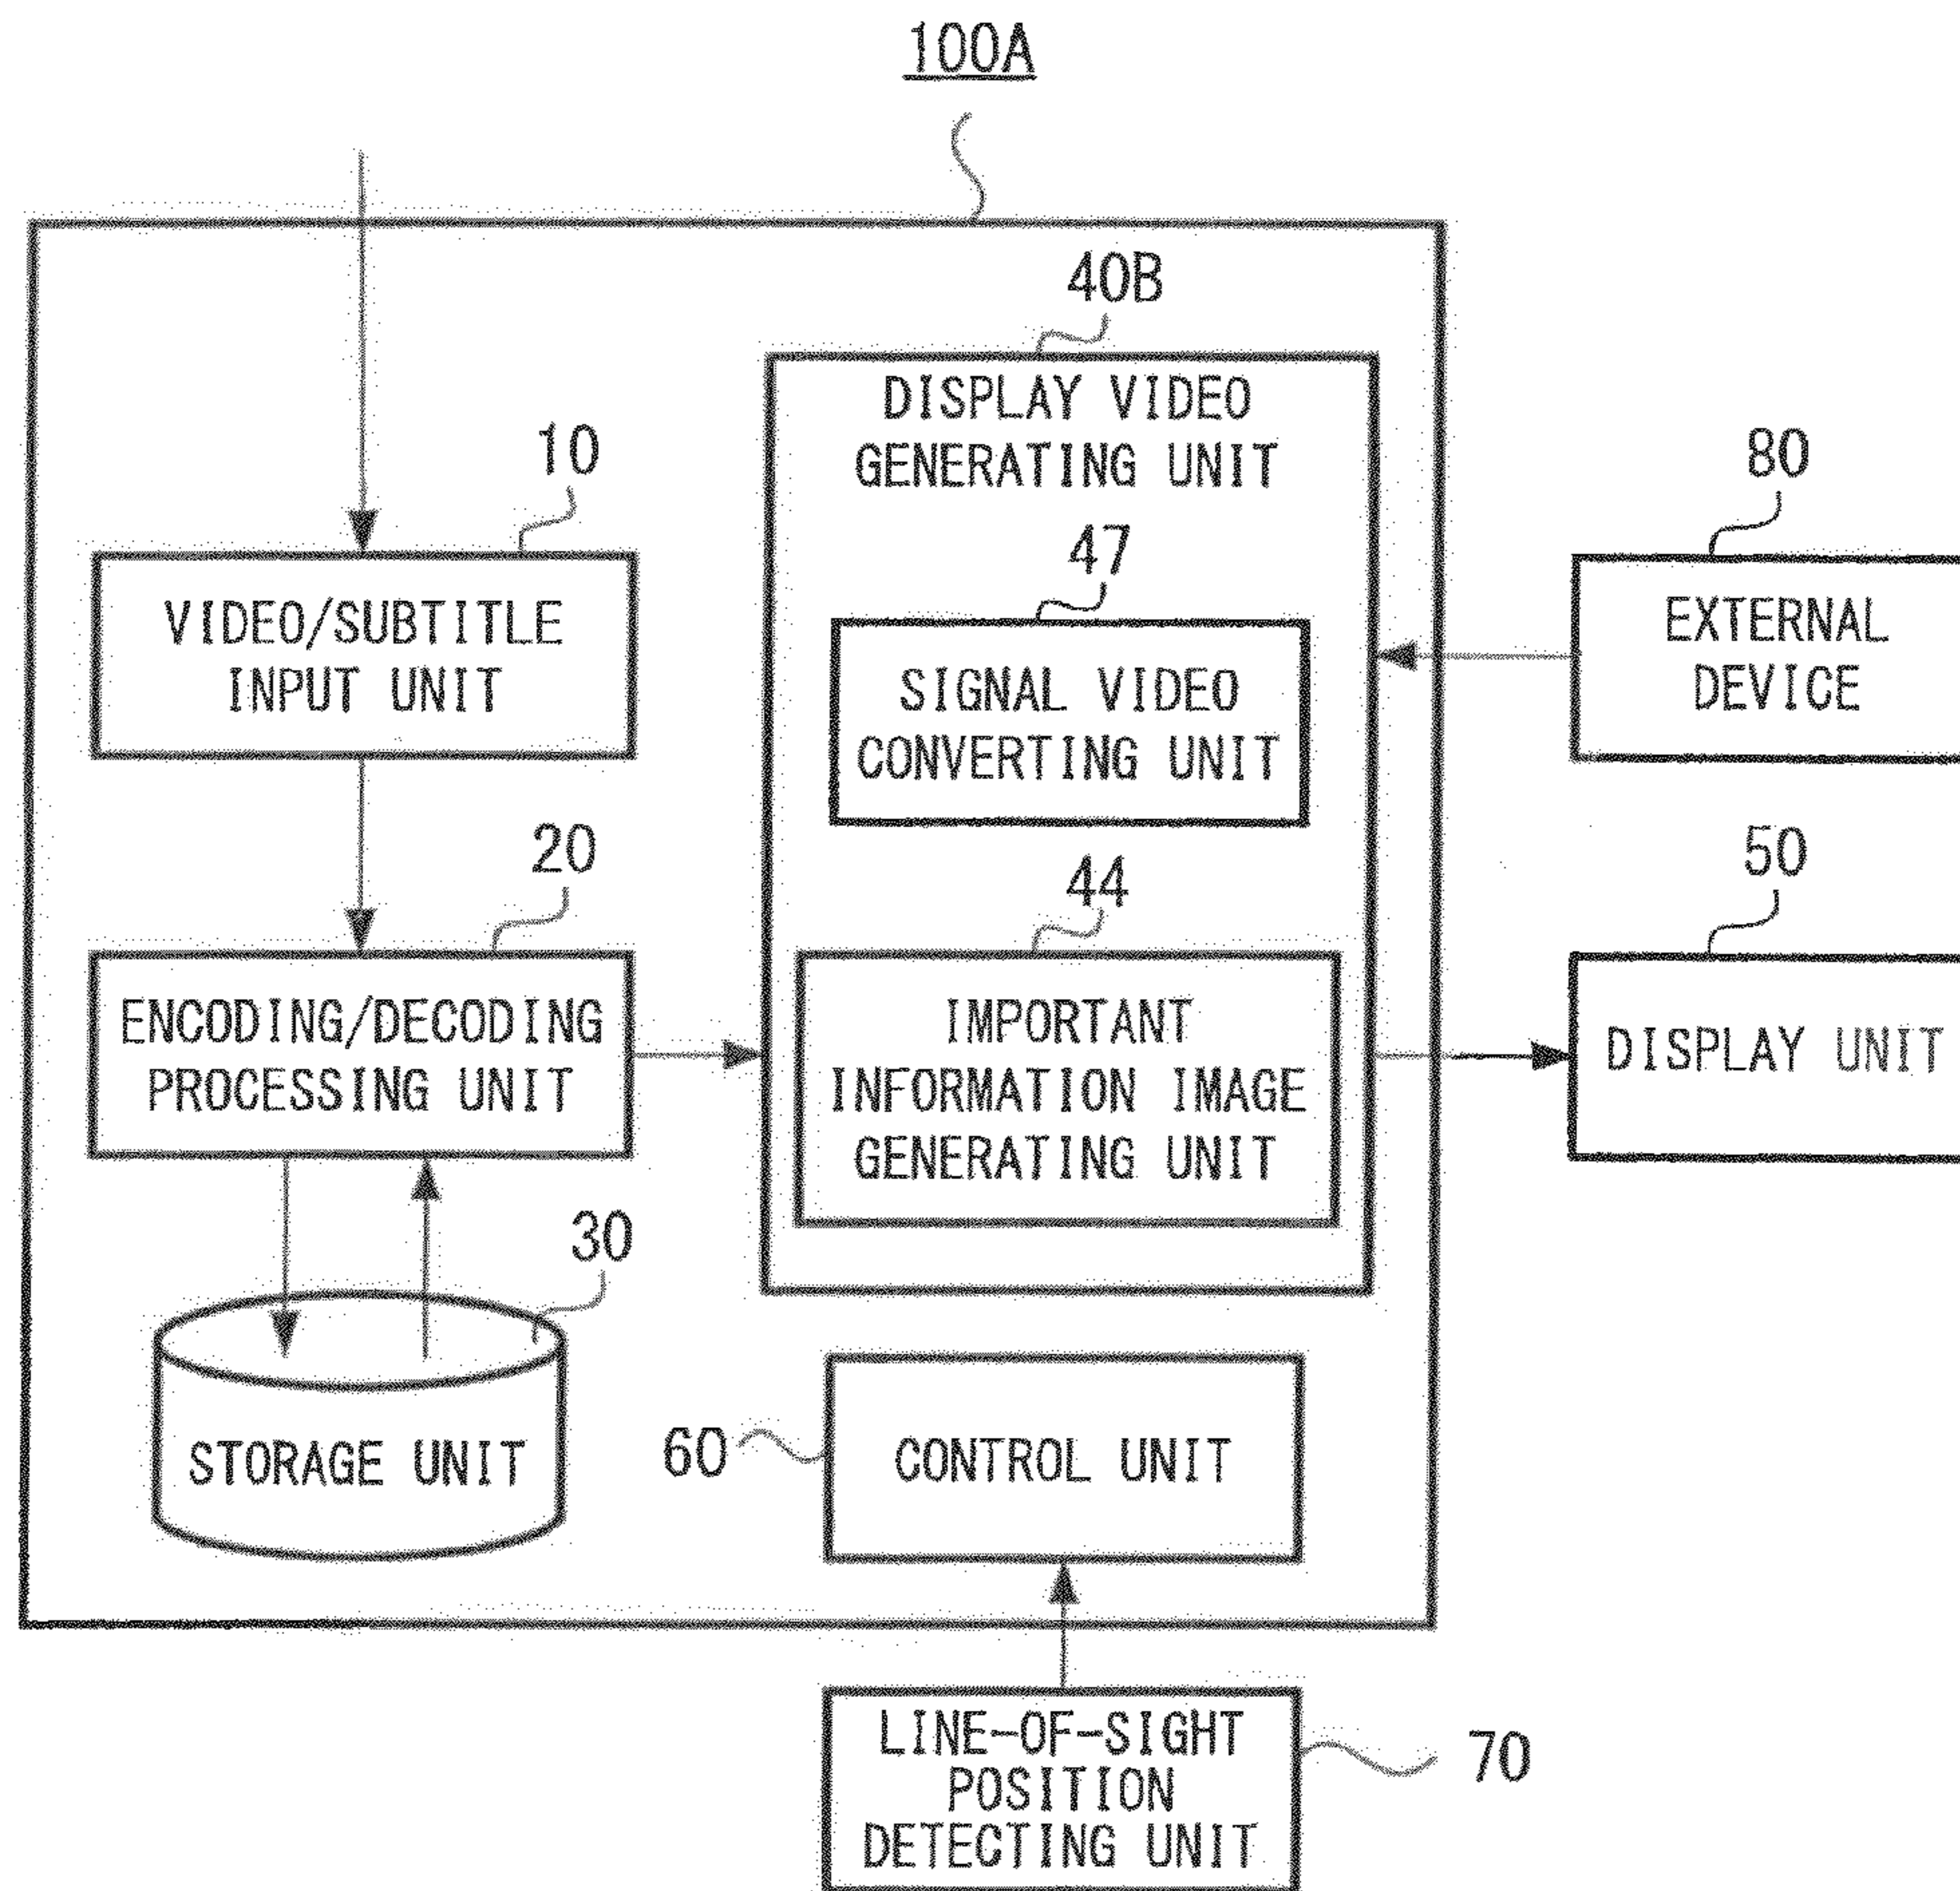 100A
40B
DISPLAY VIDEO
GENERATING UNIT
10
VIDEO/SUBTITLE
INPUT UNIT
47
SIGNAL VIDEO
CONVERTING UNIT
80
EXTERNAL
DEVICE
20
ENCODING/DECODING
PROCESSING UNIT
44
IMPORTANT
INFORMATION IMAGE
GENERATING UNIT
50
DISPLAY UNIT
30
STORAGE UNIT
60
CONTROL UNIT
LINE-OF-SIGHT
POSITION
DETECTING UNIT
70